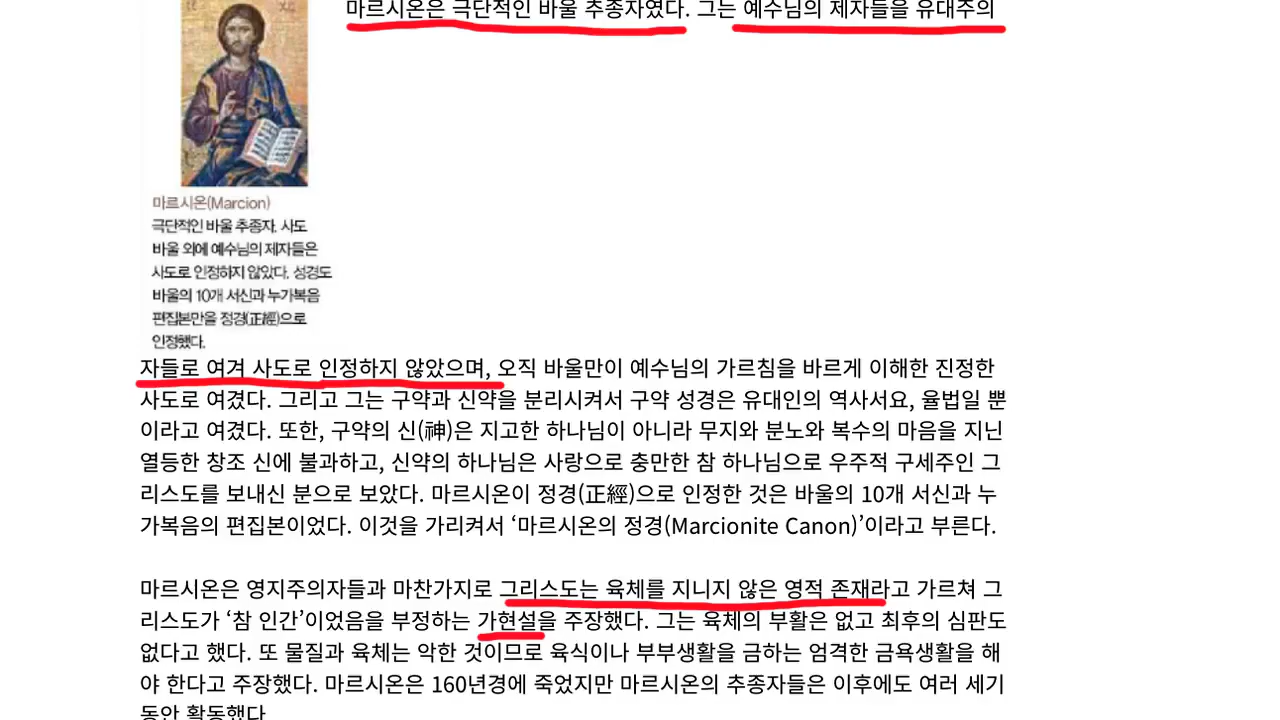 마르시온은 극단적인 바울 추종자였다. 그는 예수님의 제자들을 유대주의
마르시온(Marcion)
극단적인 바울 추종자. 사도
바울 외에 예수님의 제자들은
사도로 인정하지 않았다. 성경도
바울의 10개 서신과 누가복음
편집본만을 정경(正經)으로
인정했다.
자들로 여겨 사도로 인정하지 않았으며, 오직 바울만이 예수님의 가르침을 바르게 이해한 진정한
사도로 여겼다. 그리고 그는 구약과 신약을 분리시켜서 구약 성경은 유대인의 역사서요, 율법일 뿐
이라고 여겼다. 또한, 구약의 신(神)은 지고한 하나님이 아니라 무지와 분노와 복수의 마음을 지닌
열등한 창조 신에 불과하고, 신약의 하나님은 사랑으로 충만한 참 하나님으로 우주적 구세주인 그
리스도를 보내신 분으로 보았다. 마르시온이 정경(正經)으로 인정한 것은 바울의 10개 서신과 누
가복음의 편집본이었다. 이것을 가리켜서 ‘마르시온의 정경(Marcionite Canon)’이라고 부른다.
마르시온은 영지주의자들과 마찬가지로 그리스도는 육체를 지니지 않은 영적 존재라고 가르쳐 그
리스도가 ‘참 인간’이었음을 부정하는 가현설을 주장했다. 그는 육체의 부활은 없고 최후의 심판도
없다고 했다. 또 물질과 육체는 악한 것이므로 육식이나 부부생활을 금하는 엄격한 금욕생활을 해
야 한다고 주장했다. 마르시온은 160년경에 죽었지만 마르시온의 추종자들은 이후에도 여러 세기
동안 활동했다